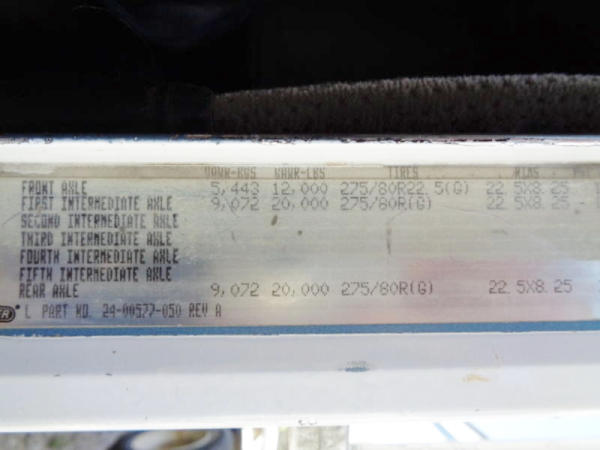 GAWR-KGS GAWR-LBS TIRES RIMS
FRONT AXLE 5,443 12,000 275/80R22.5(G) 22.5X8.25
FIRST INTERMEDIATE AXLE 9,072 20,000 275/80R(G) 22.5X8.25
SECOND INTERMEDIATE AXLE
THIRD INTERMEDIATE AXLE
FOURTH INTERMEDIATE AXLE
FIFTH INTERMEDIATE AXLE
REAR AXLE 9,072 20,000 275/80R(G) 22.5X8.25
L PART NO. 24-00577-050 REV A